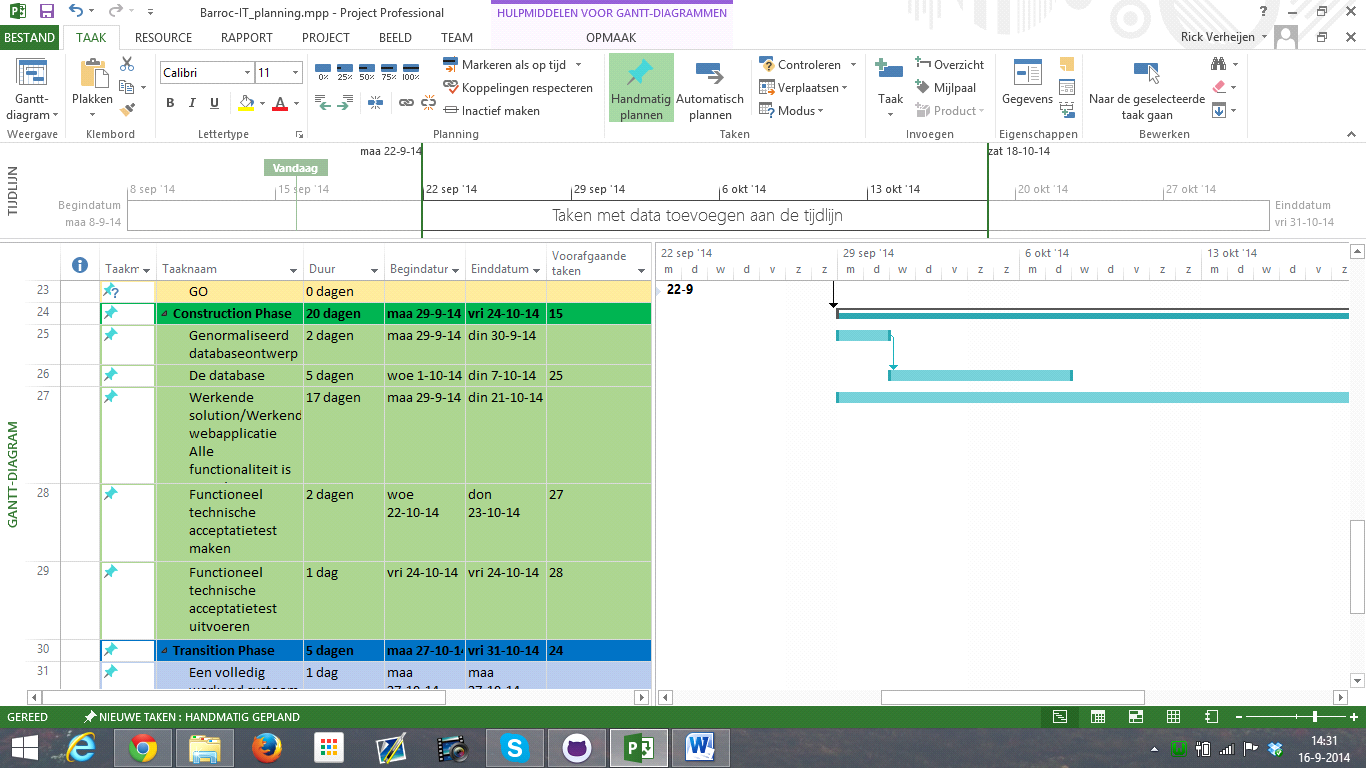 Barroc-IT_planning.mpp - Project Professional
HULPMIDDELEN VOOR GANTT-DIAGRAMMEN
BESTAND TAAK RESOURCE RAPPORT PROJECT BEELD TEAM OPMAAK Rick Verheijen
Gantt-diagram
Weergave
Plakken
Klembord
Calibri 11
B I U A
Lettertype
0% 25% 50% 75% 100%
Markeren als op tijd
Koppelingen respecteren
Inactief maken
Planning
Handmatig plannen
Automatisch plannen
Controleren
Verplaatsen
Modus
Taken
Taak
Overzicht
Mijlpaal
Product
Invoegen
Gegevens
Eigenschappen
Naar de geselecteerde taak gaan
Bewerken
TIJDLIJN
maa 22-9-14 zat 18-10-14
Vandaag
8 sep '14 15 sep '14 22 sep '14 29 sep '14 6 okt '14 13 okt '14 20 okt '14 27 okt '14
Begindatum
maa 8-9-14
Taken met data toevoegen aan de tijdlijn
Einddatum
vri 31-10-14
GANTT-DIAGRAM
Taakm Taaknaam Duur Begindatur Einddatum Voorafgaande taken
22 sep '14 29 sep '14 6 okt '14 13 okt '14
m d w d v z z m d w d v z z m d w d v z z m d w d v z
23 GO 0 dagen
22-9
24 Construction Phase 20 dagen maa 29-9-14 vri 24-10-14 15
25 Genormaliseerd 2 dagen maa 29-9-14 din 30-9-14
databaseontwerp
26 De database 5 dagen woe 1-10-14 din 7-10-14 25
27 Werkende 17 dagen maa 29-9-14 din 21-10-14
solution/Werkend
webapplicatie
Alle
functionaliteit is
28 Functioneel 2 dagen woe don 27
technische 22-10-14 23-10-14
acceptatietest
maken
29 Functioneel 1 dag vri 24-10-14 vri 24-10-14 28
technische
acceptatietest
uitvoeren
30 Transition Phase 5 dagen maa 27-10-14 vri 31-10-14 24
31 Een volledig 1 dag maa maa
GEREED NIEUWE TAKEN : HANDMATIG GEPLAND
14:31
16-9-2014